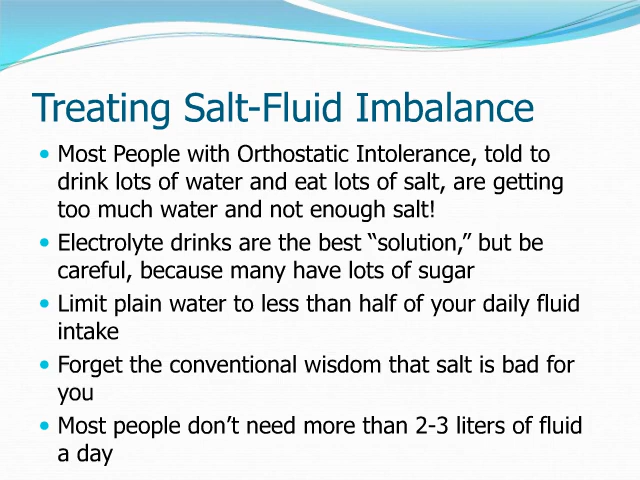 Treating Salt-Fluid Imbalance
• Most People with Orthostatic Intolerance, told to
drink lots of water and eat lots of salt, are getting
too much water and not enough salt!
• Electrolyte drinks are the best “solution,” but be
careful, because many have lots of sugar
• Limit plain water to less than half of your daily fluid
intake
• Forget the conventional wisdom that salt is bad for
you
• Most people don’t need more than 2-3 liters of fluid
a day